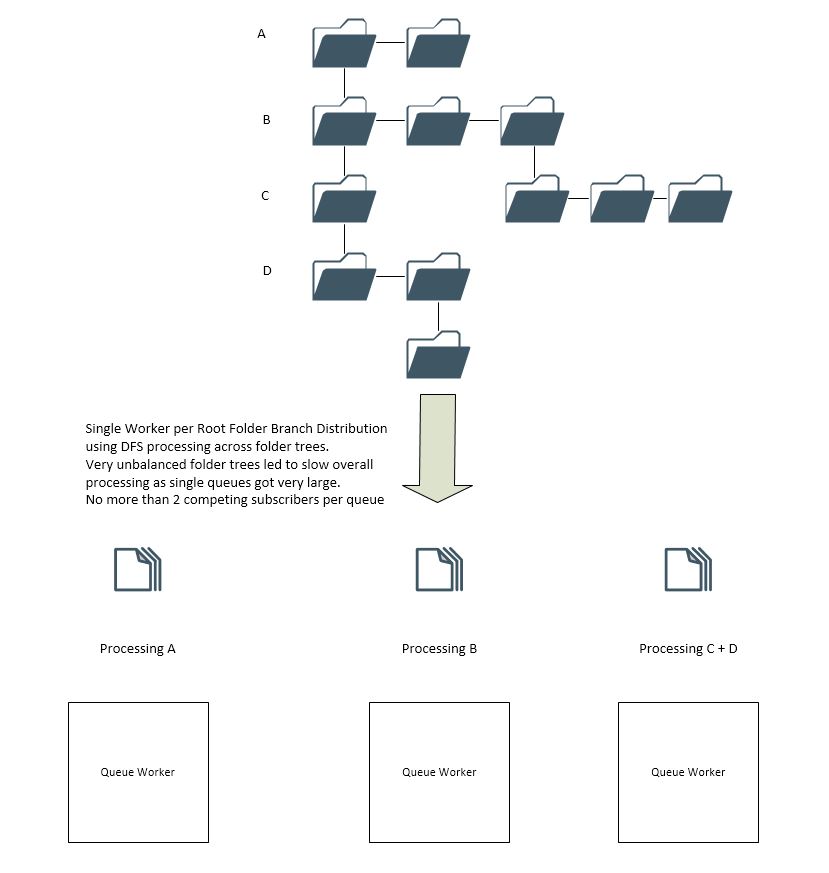 A
B
C
D
Single Worker per Root Folder Branch Distribution
using DFS processing across folder trees.
Very unbalanced folder trees led to slow overall
processing as single queues got very large.
No more than 2 competing subscribers per queue
Processing A
Processing B
Processing C + D
Queue Worker
Queue Worker
Queue Worker